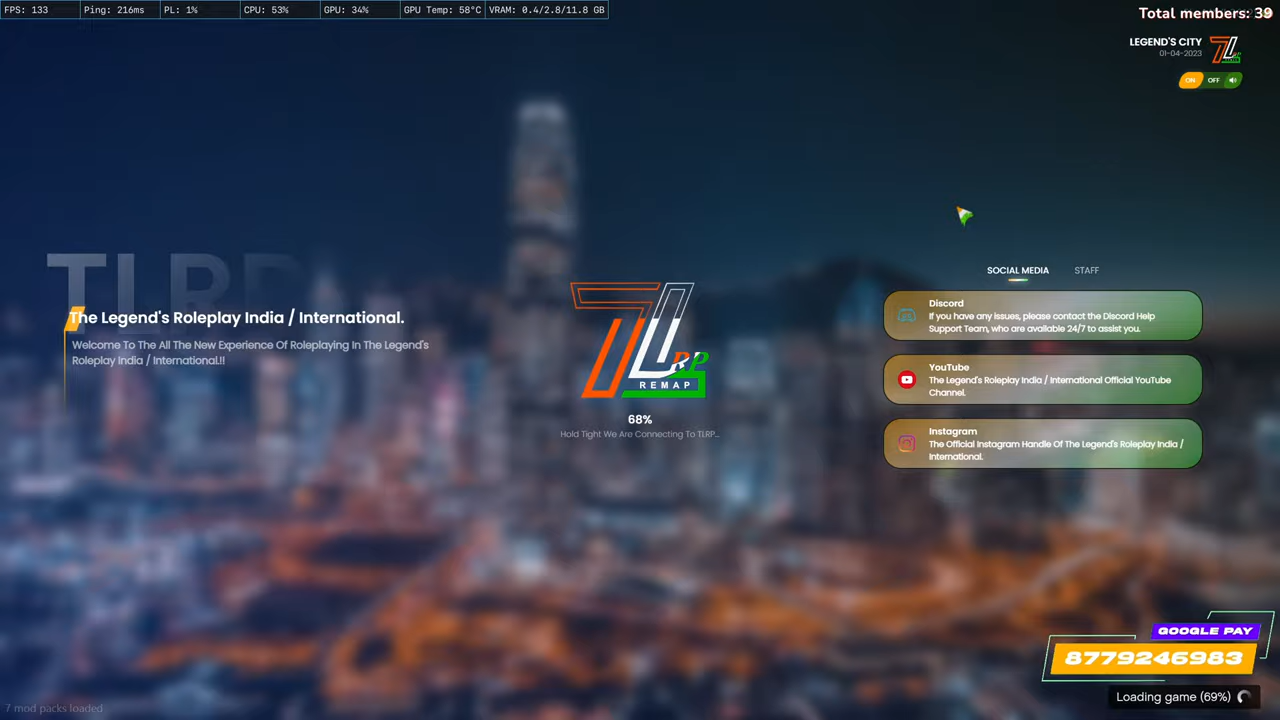 FPS: 133 Ping: 216ms PL: 1% CPU: 53% GPU: 34% GPU Temp: 58°C VRAM: 0.4/2.8/11.8 GB
Total members: 39
LEGEND'S CITY
01-04-2023
ON OFF
TLRP
The Legend's Roleplay India / International.
Welcome To The All The New Experience Of Roleplaying In The Legend's
Roleplay India / International.!!
TL RP
REMAP
68%
Hold Tight We Are Connecting To TLRP...
SOCIAL MEDIA STAFF
Discord
If you have any issues, please contact the Discord Help
Support Team, who are available 24/7 to assist you.
YouTube
The Legend's Roleplay India / International Official YouTube
Channel.
Instagram
The Official Instagram Handle Of The Legend's Roleplay India /
International.
GOOGLE PAY
8779246983
Loading game (69%)
7 mod packs loaded